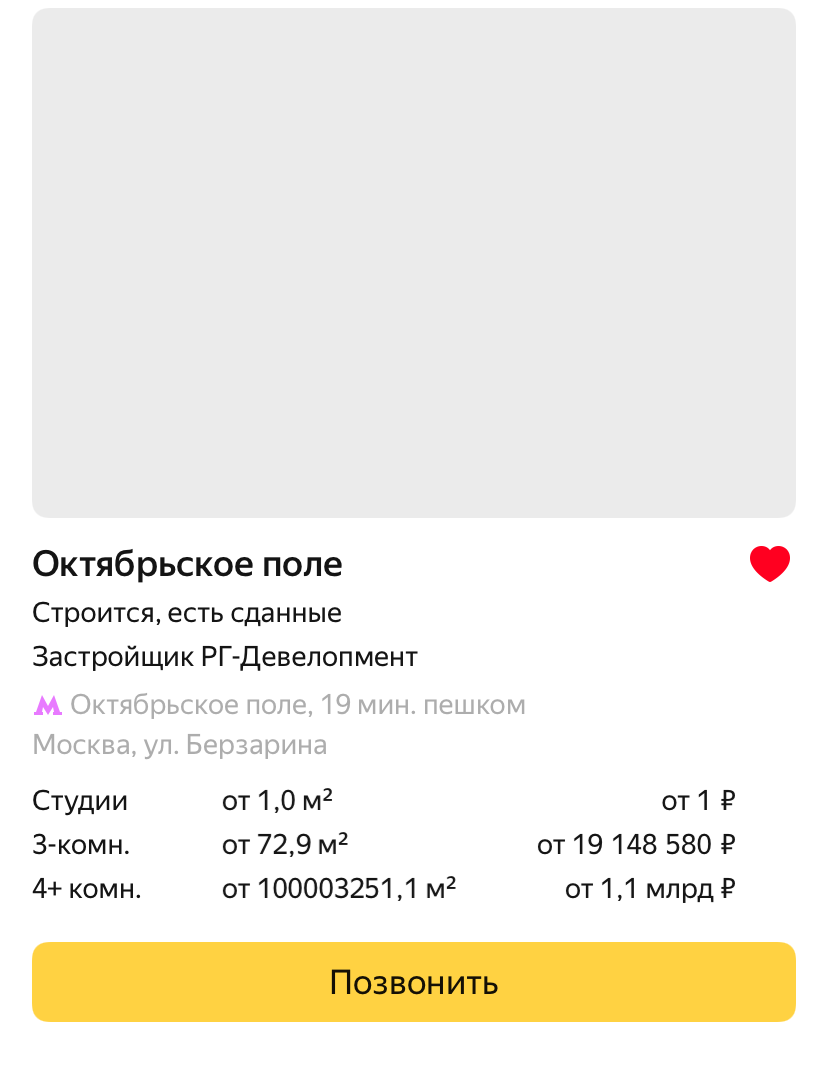 Октябрьское поле
Строится, есть сданные
Застройщик РГ-Девелопмент
Октябрьское поле, 19 мин. пешком
Москва, ул. Берзарина
Студии от 1,0 м² от 1 ₽
3-комн. от 72,9 м² от 19 148 580 ₽
4+ комн. от 100003251,1 м² от 1,1 млрд ₽
Позвонить